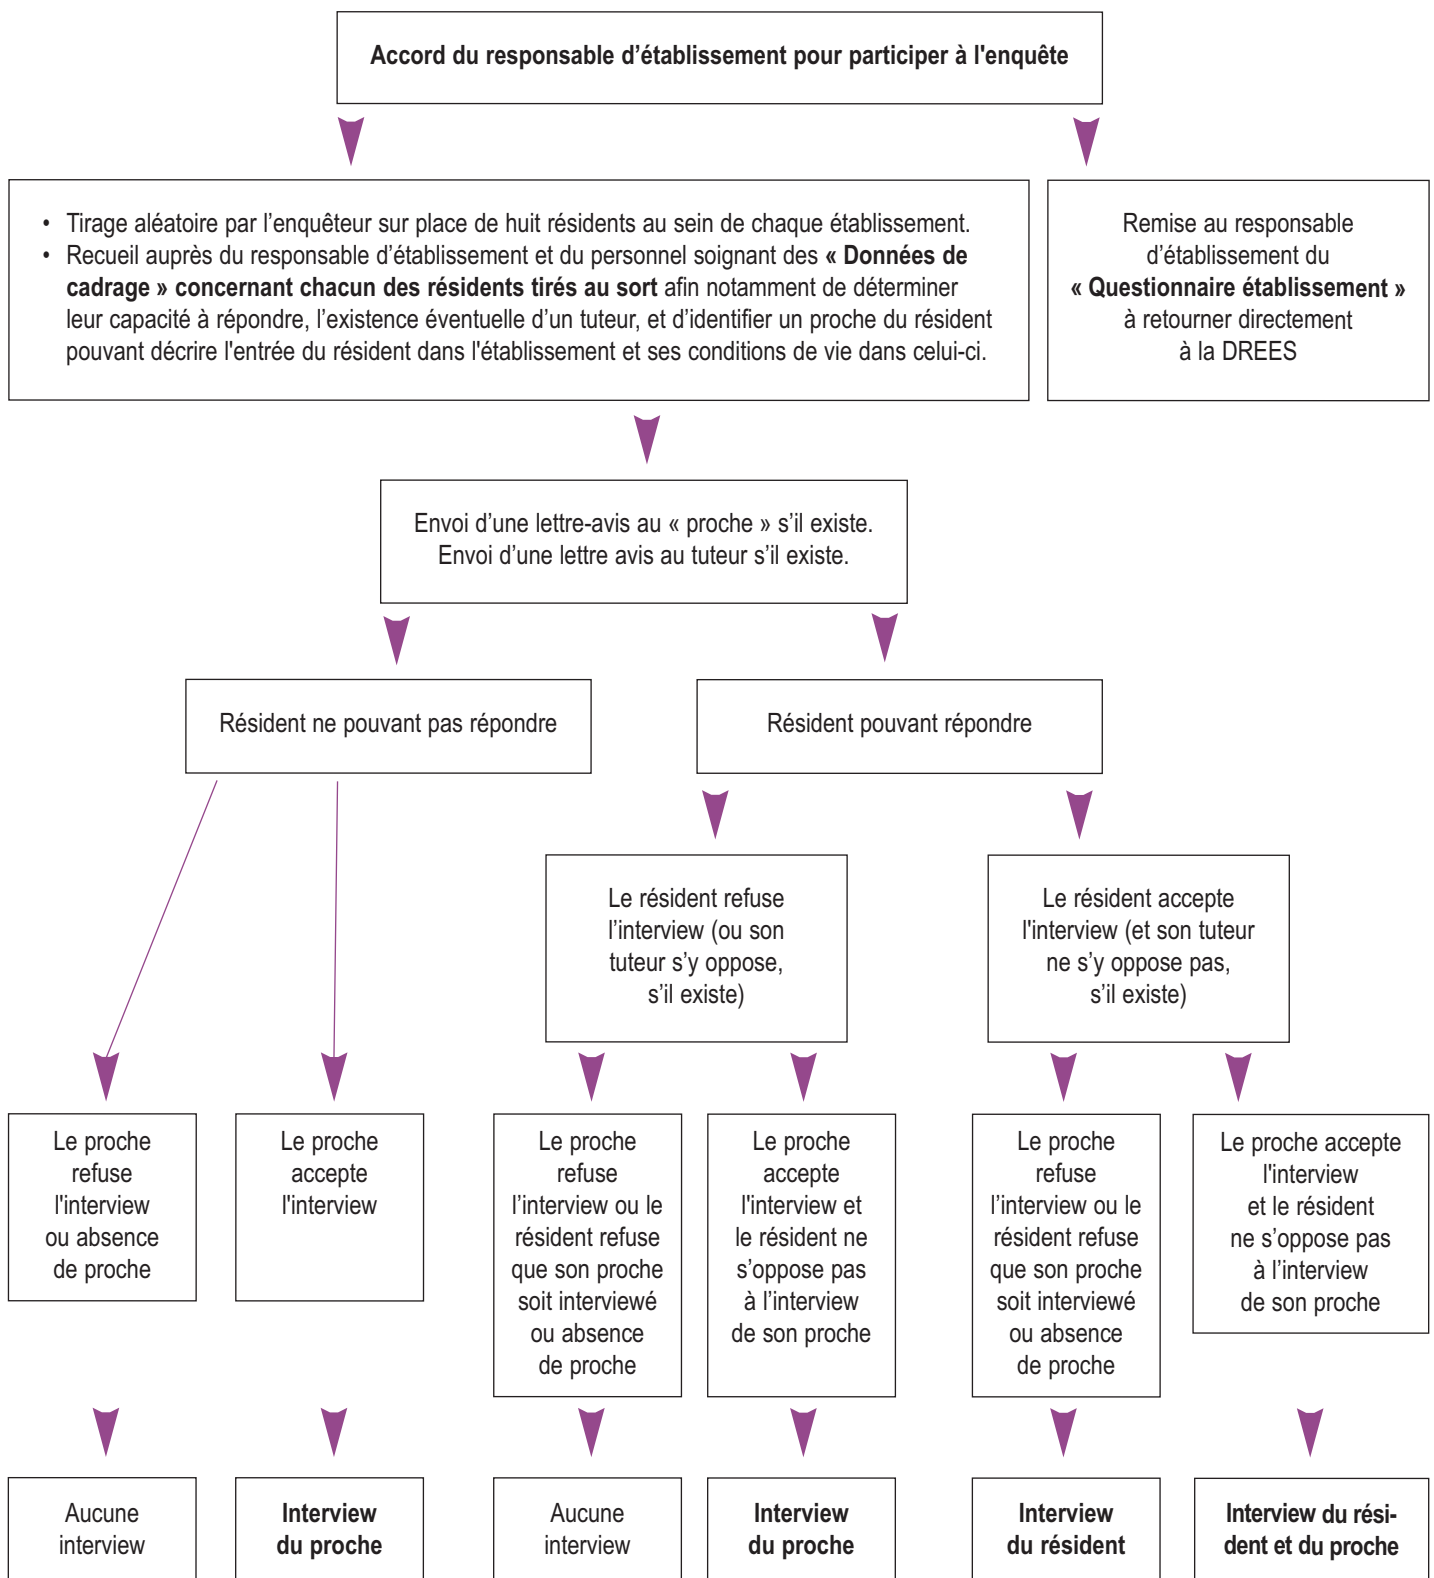 Accord du responsable d’établissement pour participer à l'enquête
• Tirage aléatoire par l’enquêteur sur place de huit résidents au sein de chaque établissement.
• Recueil auprès du responsable d’établissement et du personnel soignant des « Données de
cadrage » concernant chacun des résidents tirés au sort afin notamment de déterminer
leur capacité à répondre, l’existence éventuelle d’un tuteur, et d’identifier un proche du résident
pouvant décrire l'entrée du résident dans l'établissement et ses conditions de vie dans celui-ci.
Remise au responsable
d’établissement du
« Questionnaire établissement »
à retourner directement
à la DREES
Envoi d’une lettre-avis au « proche » s’il existe.
Envoi d’une lettre avis au tuteur s’il existe.
Résident ne pouvant pas répondre
Résident pouvant répondre
Le résident refuse
l’interview (ou son
tuteur s’y oppose,
s’il existe)
Le résident accepte
l'interview (et son tuteur
ne s’y oppose pas,
s’il existe)
Le proche
refuse
l'interview
ou absence
de proche
Le proche
accepte
l'interview
Le proche
refuse
l’interview ou le
résident refuse
que son proche
soit interviewé
ou absence
de proche
Le proche
accepte
l'interview et
le résident ne
s’oppose pas
à l’interview
de son proche
Le proche
refuse
l’interview ou le
résident refuse
que son proche
soit interviewé
ou absence
de proche
Le proche accepte
l'interview
et le résident
ne s’oppose pas
à l’interview
de son proche
Aucune
interview
Interview
du proche
Aucune
interview
Interview
du proche
Interview
du résident
Interview du rési-
dent et du proche